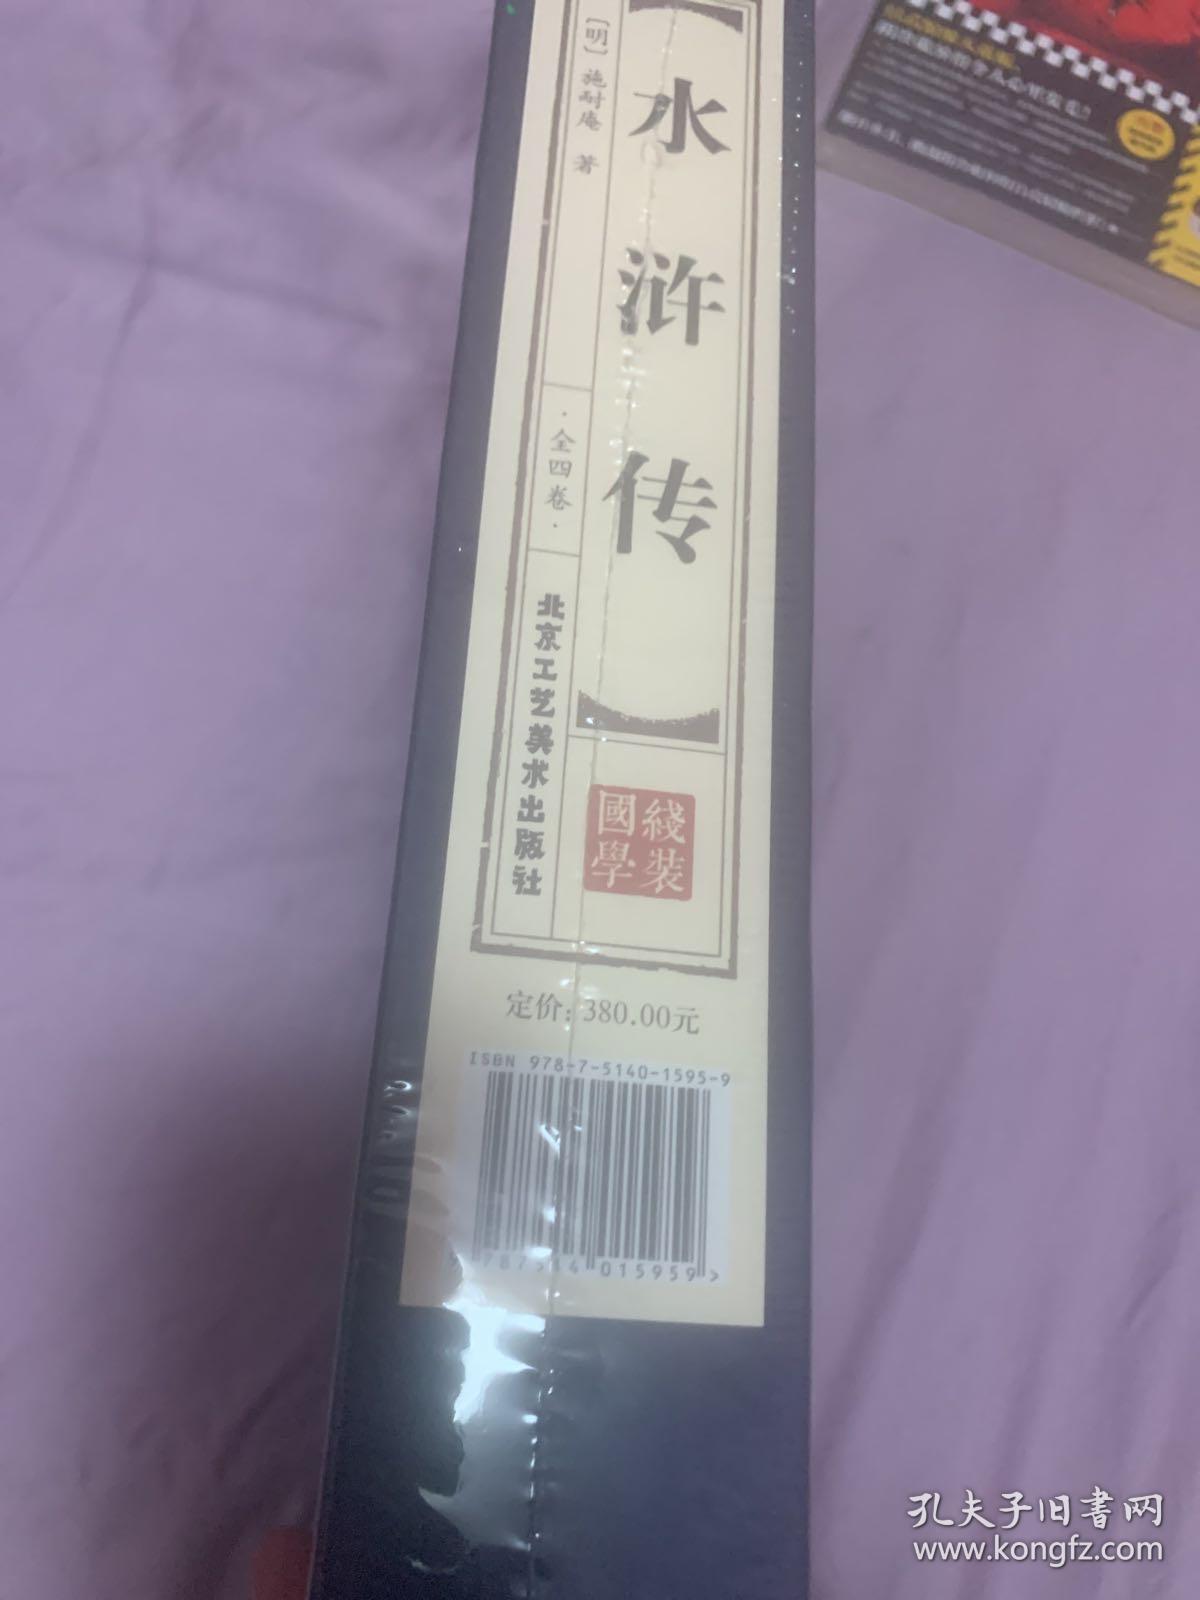 水浒传
〔明〕施耐庵 著
·全四卷·
北京工艺美术出版社
綫装
國學
定价：380.00元
ISBN 978-7-5140-1595-9
015959>
孔夫子旧书网
www.kongfz.com